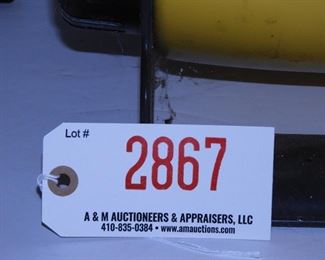 Lot #
2867
A & M AUCTIONEERS & APPRAISERS, LLC
410-835-0384 • www.amauctions.com